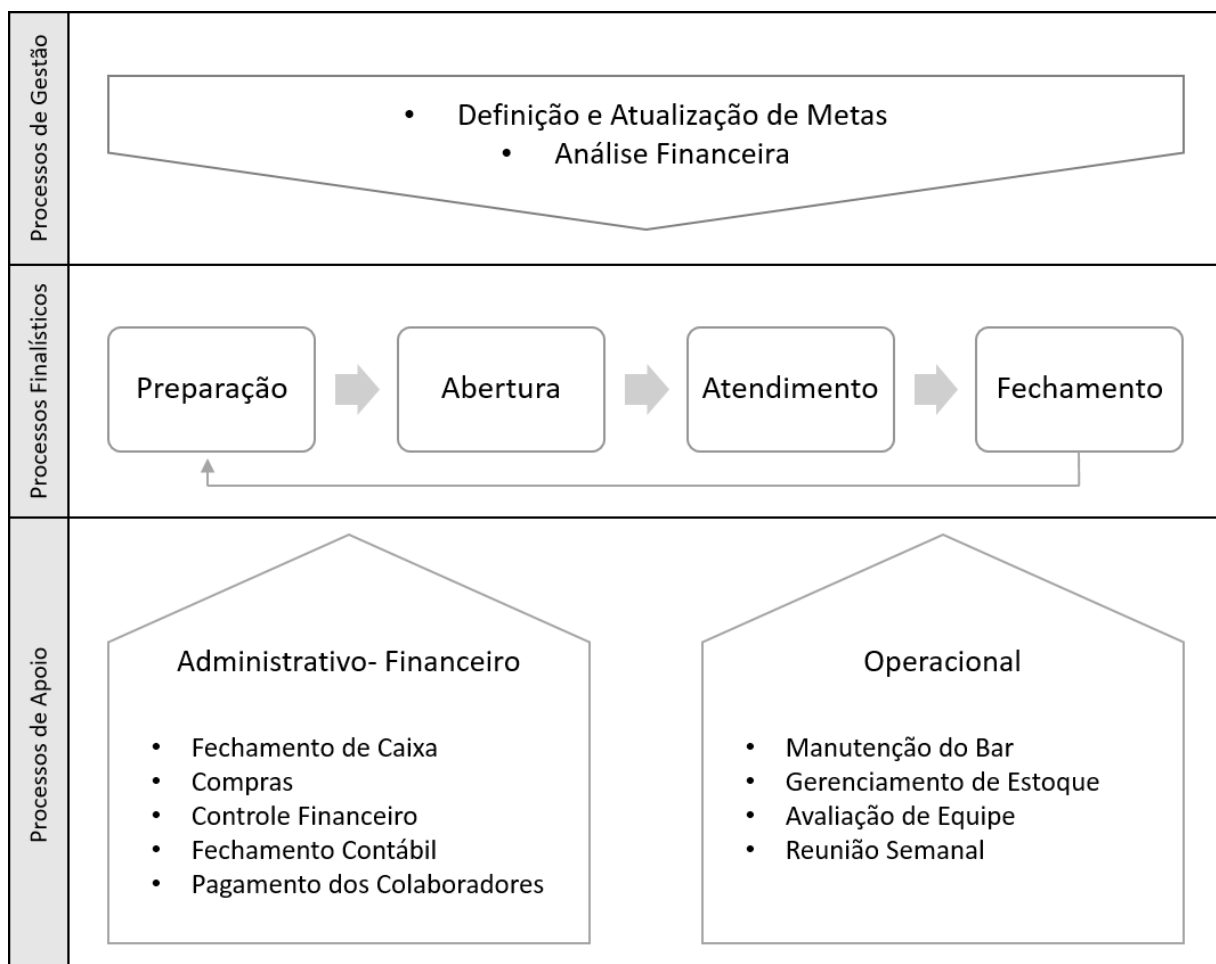 Processos de Gestão
• Definição e Atualização de Metas
• Análise Financeira
Processos Finalísticos
Preparação
Abertura
Atendimento
Fechamento
Processos de Apoio
Administrativo- Financeiro
• Fechamento de Caixa
• Compras
• Controle Financeiro
• Fechamento Contábil
• Pagamento dos Colaboradores
Operacional
• Manutenção do Bar
• Gerenciamento de Estoque
• Avaliação de Equipe
• Reunião Semanal